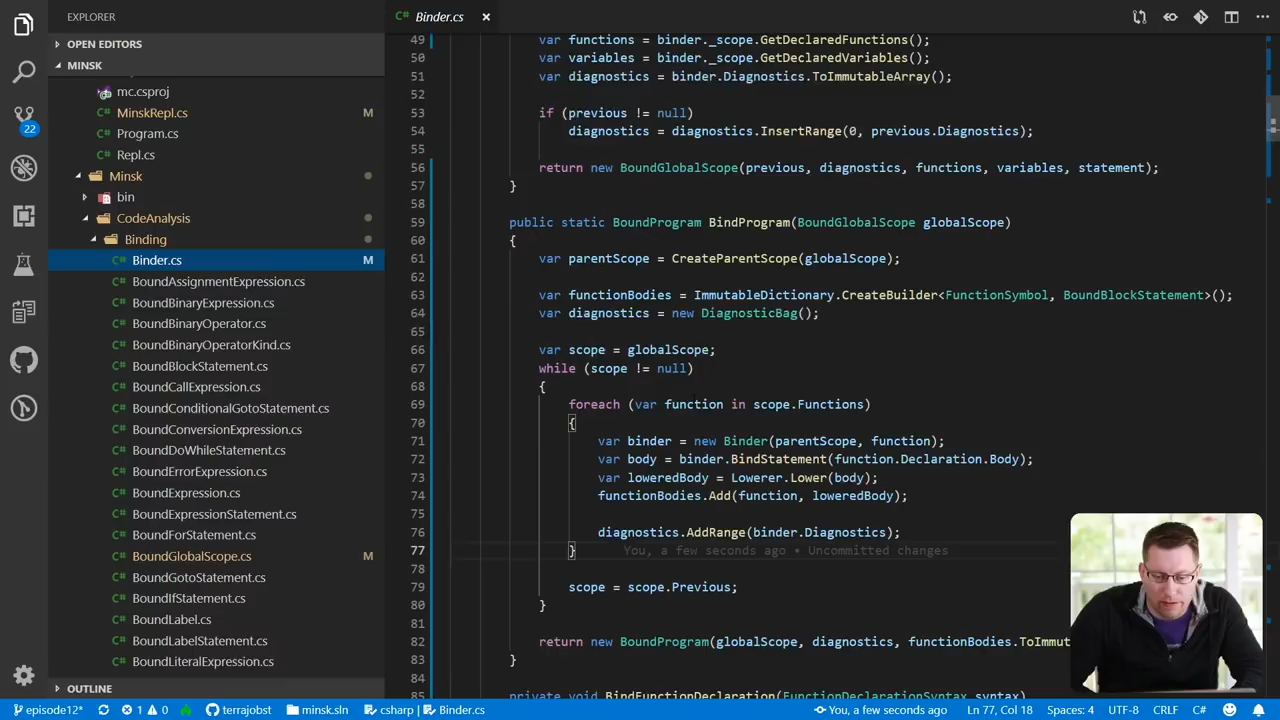 EXPLORER
OPEN EDITORS
MINSK
mc.csproj
MinskRepl.cs M
Program.cs
Repl.cs
Minsk
bin
CodeAnalysis
Binding
Binder.cs M
BoundAssignmentExpression.cs
BoundBinaryExpression.cs
BoundBinaryOperator.cs
BoundBinaryOperatorKind.cs
BoundBlockStatement.cs
BoundCallExpression.cs
BoundConditionalGotoStatement.cs
BoundConversionExpression.cs
BoundDoWhileStatement.cs
BoundErrorExpression.cs
BoundExpression.cs
BoundExpressionStatement.cs
BoundForStatement.cs
BoundGlobalScope.cs M
BoundGotoStatement.cs
BoundIfStatement.cs
BoundLabel.cs
BoundLabelStatement.cs
BoundLiteralExpression.cs
OUTLINE
22
Binder.cs
49 var functions = binder._scope.GetDeclaredFunctions();
50 var variables = binder._scope.GetDeclaredVariables();
51 var diagnostics = binder.Diagnostics.ToImmutableArray();
52
53 if (previous != null)
54 diagnostics = diagnostics.InsertRange(0, previous.Diagnostics);
55
56 return new BoundGlobalScope(previous, diagnostics, functions, variables, statement);
57 }
58
59 public static BoundProgram BindProgram(BoundGlobalScope globalScope)
60 {
61 var parentScope = CreateParentScope(globalScope);
62
63 var functionBodies = ImmutableDictionary.CreateBuilder<FunctionSymbol, BoundBlockStatement>();
64 var diagnostics = new DiagnosticBag();
65
66 var scope = globalScope;
67 while (scope != null)
68 {
69 foreach (var function in scope.Functions)
70 {
71 var binder = new Binder(parentScope, function);
72 var body = binder.BindStatement(function.Declaration.Body);
73 var loweredBody = Lowerer.Lower(body);
74 functionBodies.Add(function, loweredBody);
75
76 diagnostics.AddRange(binder.Diagnostics);
77 } You, a few seconds ago • Uncommitted changes
78
79 scope = scope.Previous;
80 }
81
82 return new BoundProgram(globalScope, diagnostics, functionBodies.ToImmut
83 }
84
85 private void BindFunctionDeclaration(FunctionDeclarationSyntax syntax)
episode12* 1 0 terrajobst minsk.sln csharp Binder.cs You, a few seconds ago Ln 77, Col 18 Spaces: 4 UTF-8 CRLF C#